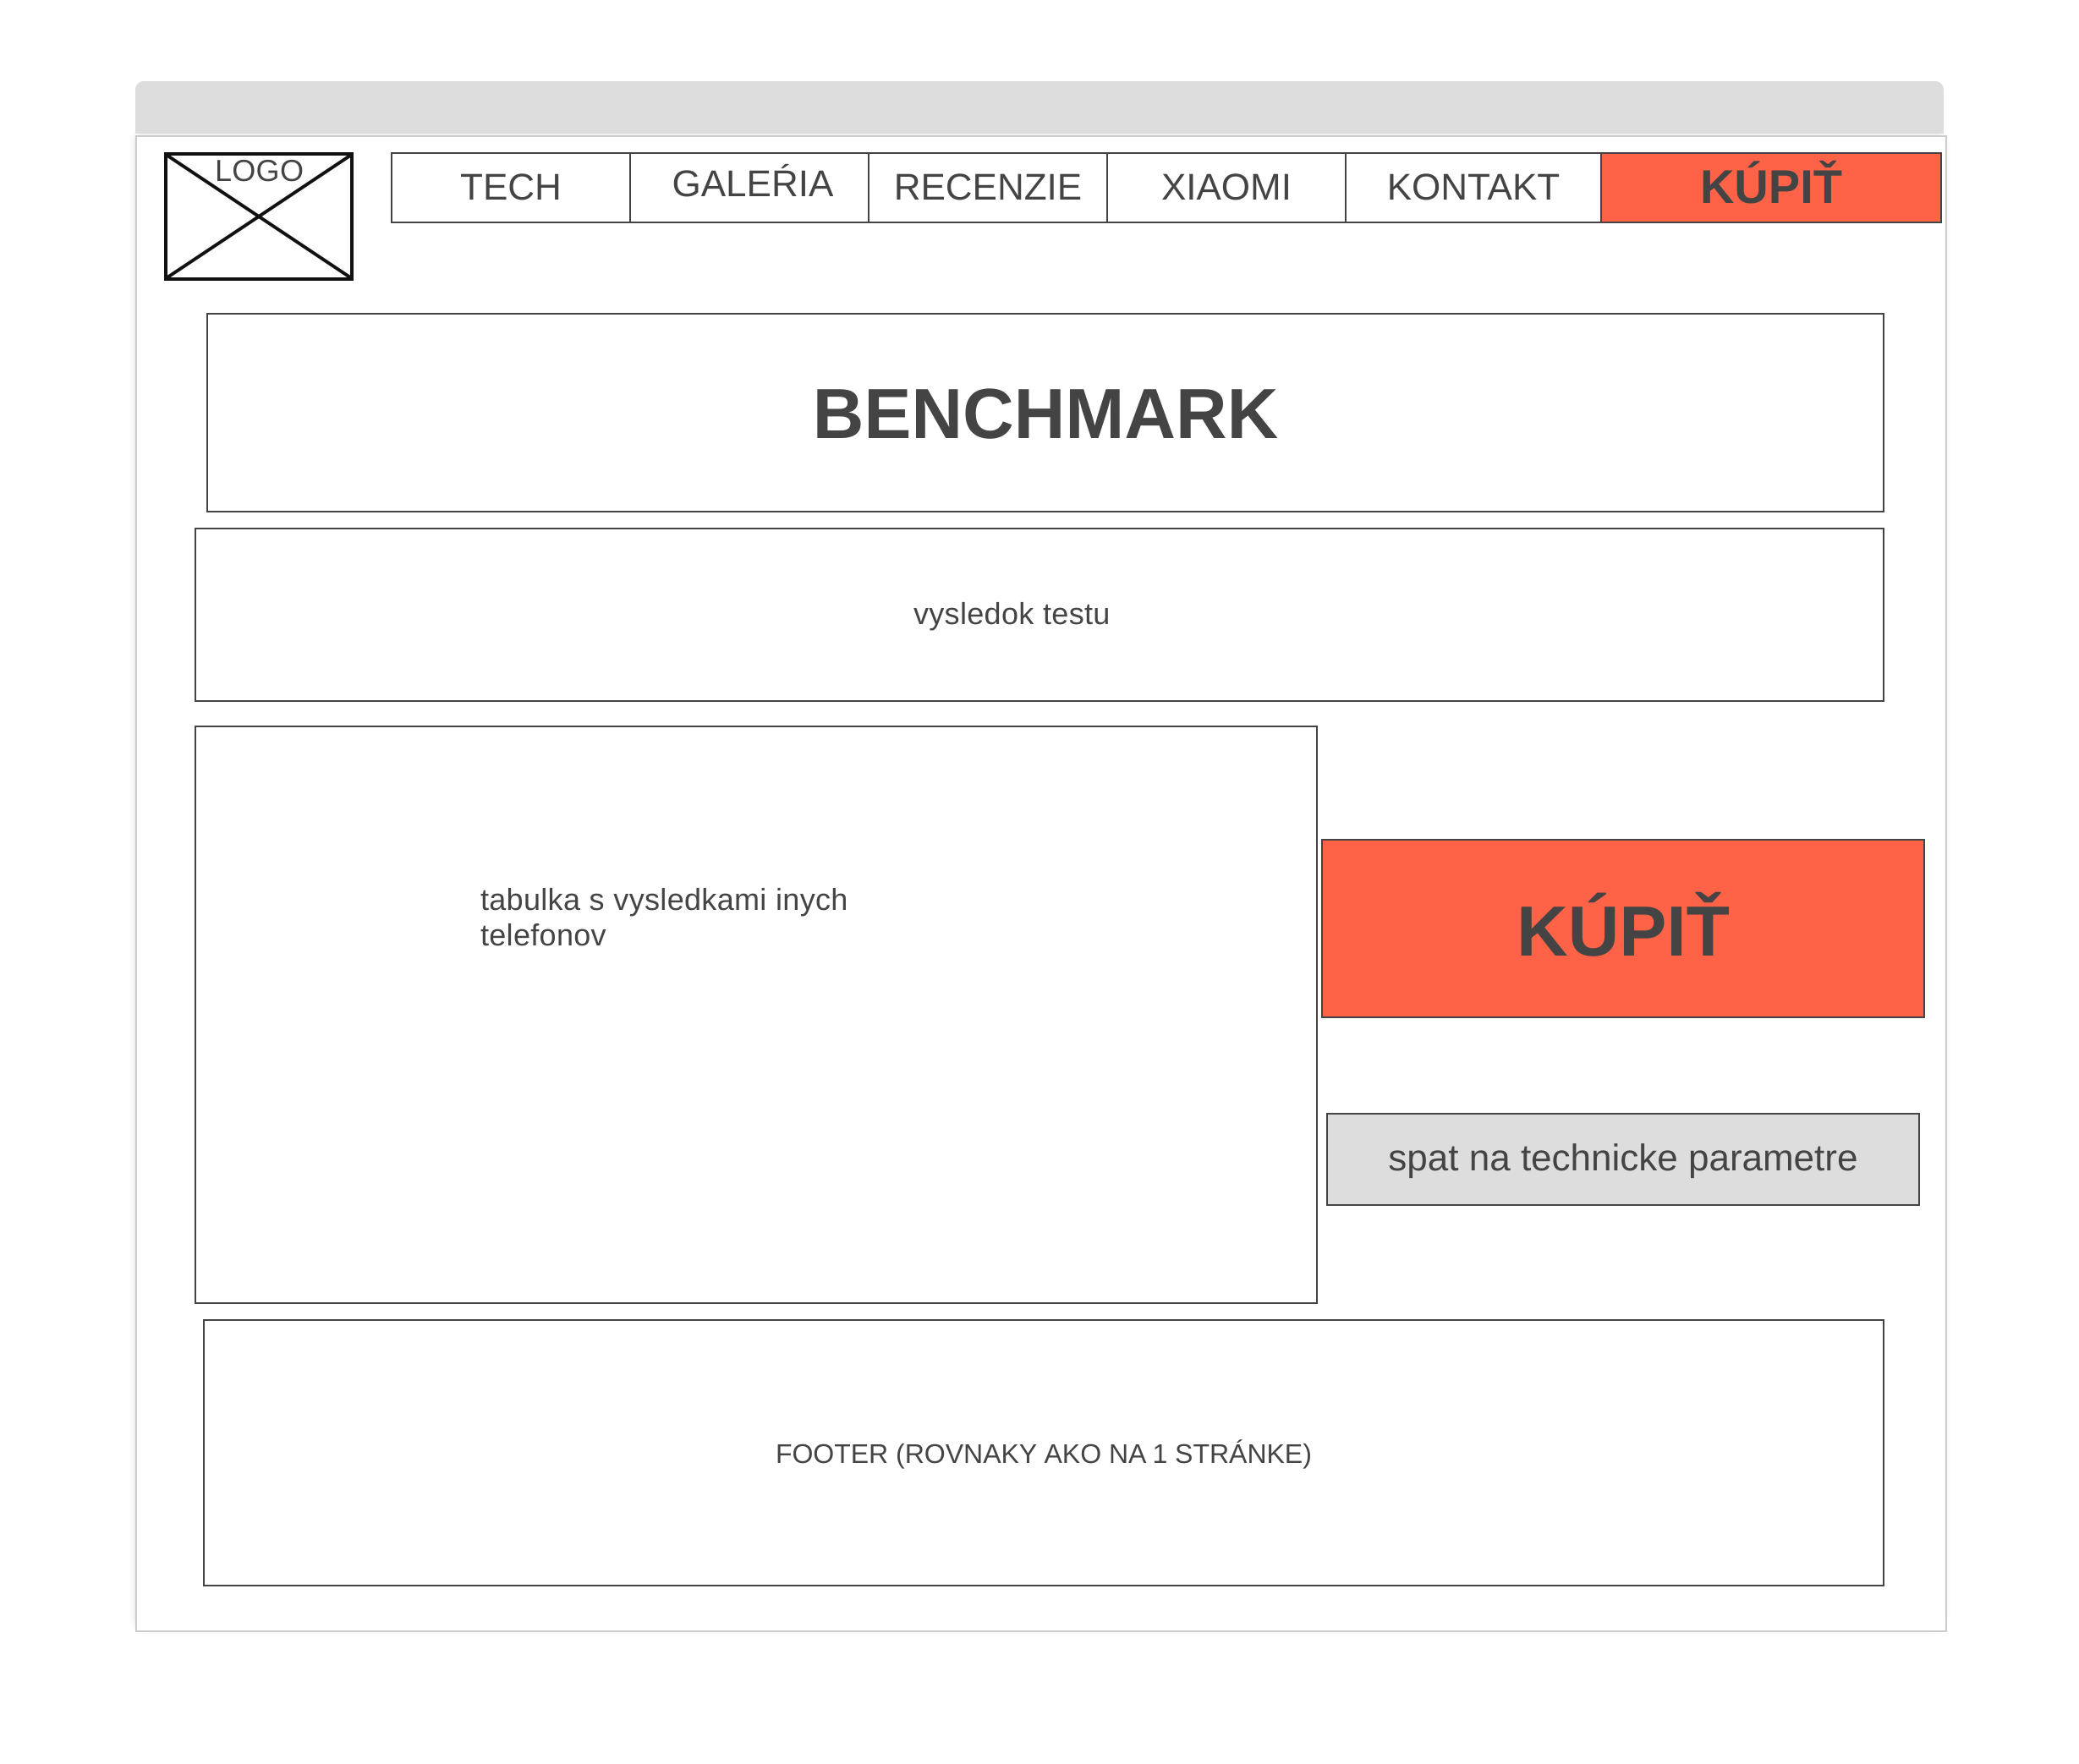 LOGO
TECH
GALEŔIA
RECENZIE
XIAOMI
KONTAKT
KÚPIŤ
BENCHMARK
vysledok testu
tabulka s vysledkami inych
telefonov
KÚPIŤ
spat na technicke parametre
FOOTER (ROVNAKY AKO NA 1 STRÁNKE)